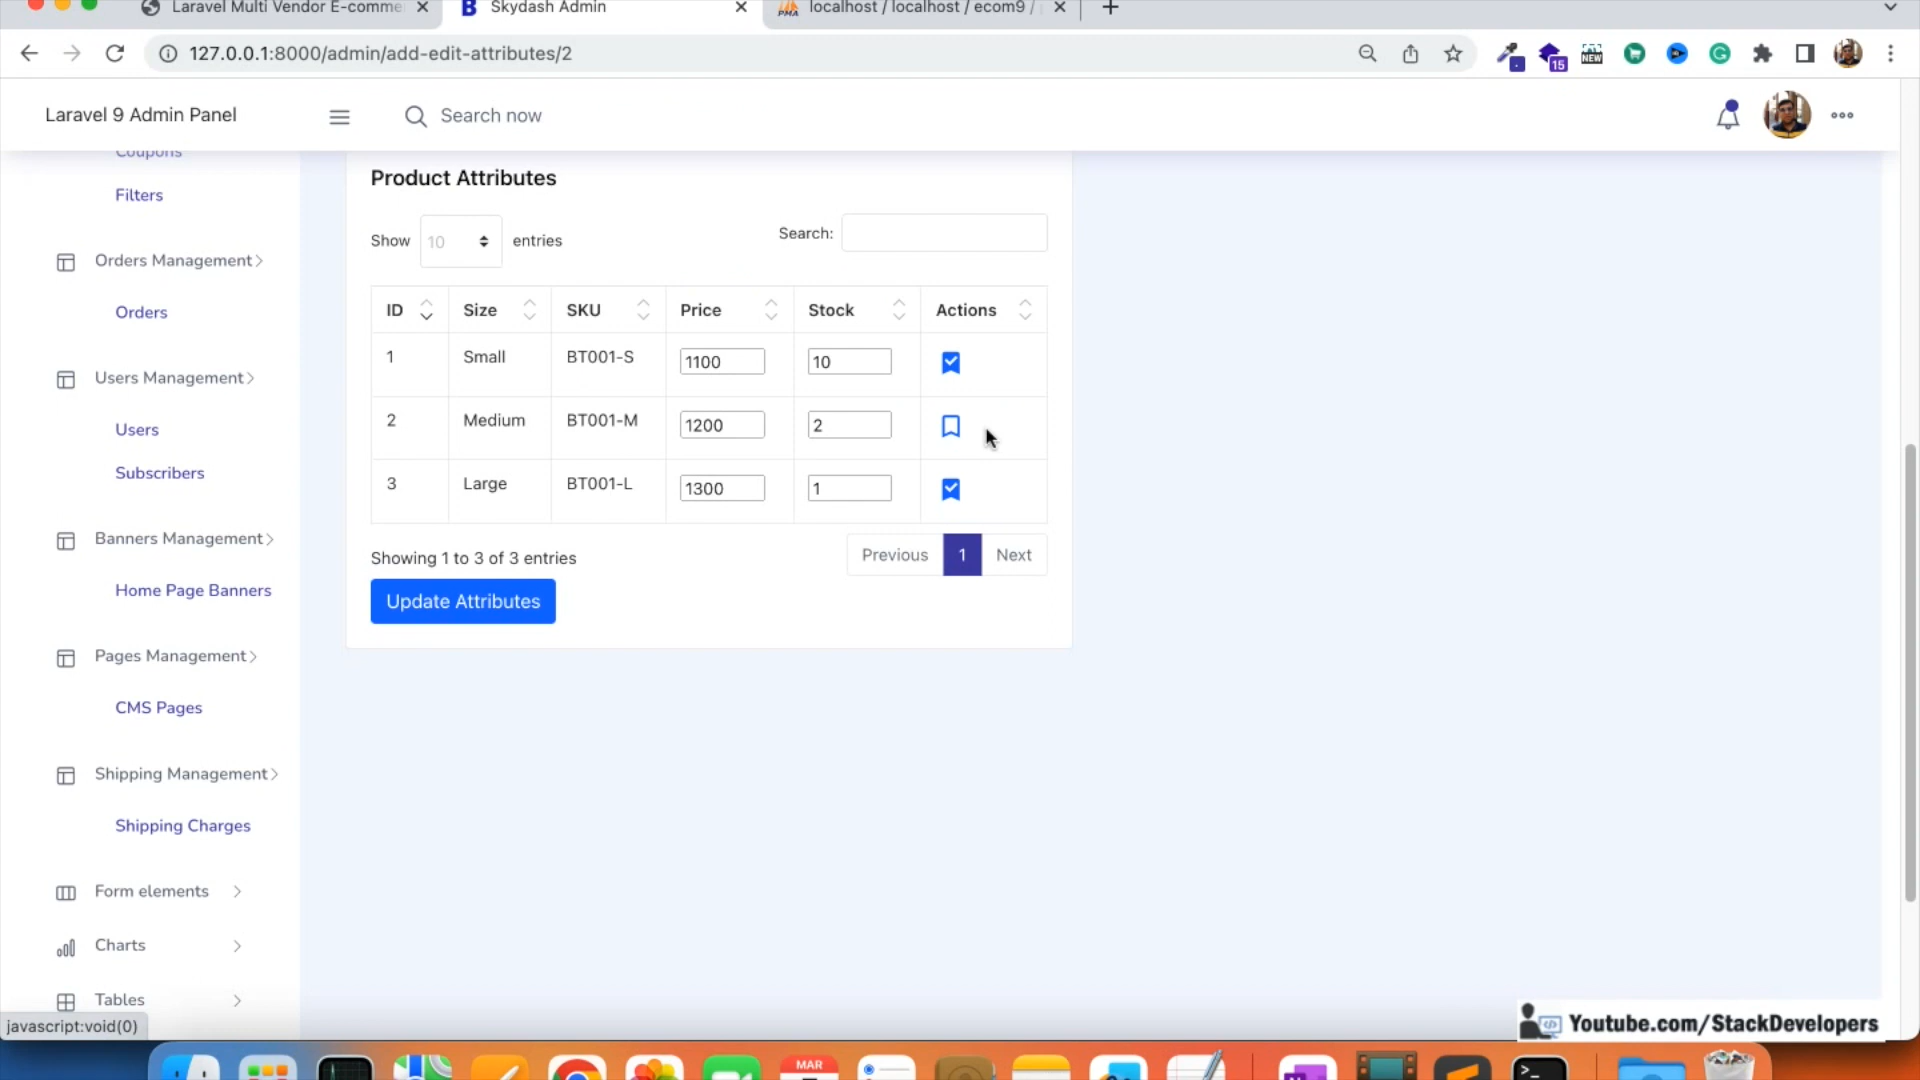 Laravel Multi Vendor E-comme
Skydash Admin
localhost / localhost / ecom9 /
127.0.0.1:8000/admin/add-edit-attributes/2
15
NEW
Laravel 9 Admin Panel
Search now
Coupons
Filters
Orders Management
Orders
Users Management
Users
Subscribers
Banners Management
Home Page Banners
Pages Management
CMS Pages
Shipping Management
Shipping Charges
Form elements
Charts
Tables
javascript:void(0)
Product Attributes
Show 10 entries
Search:
ID Size SKU Price Stock Actions
1 Small BT001-S 1100 10
2 Medium BT001-M 1200 2
3 Large BT001-L 1300 1
Showing 1 to 3 of 3 entries
Previous 1 Next
Update Attributes
Youtube.com/StackDevelopers
MAR